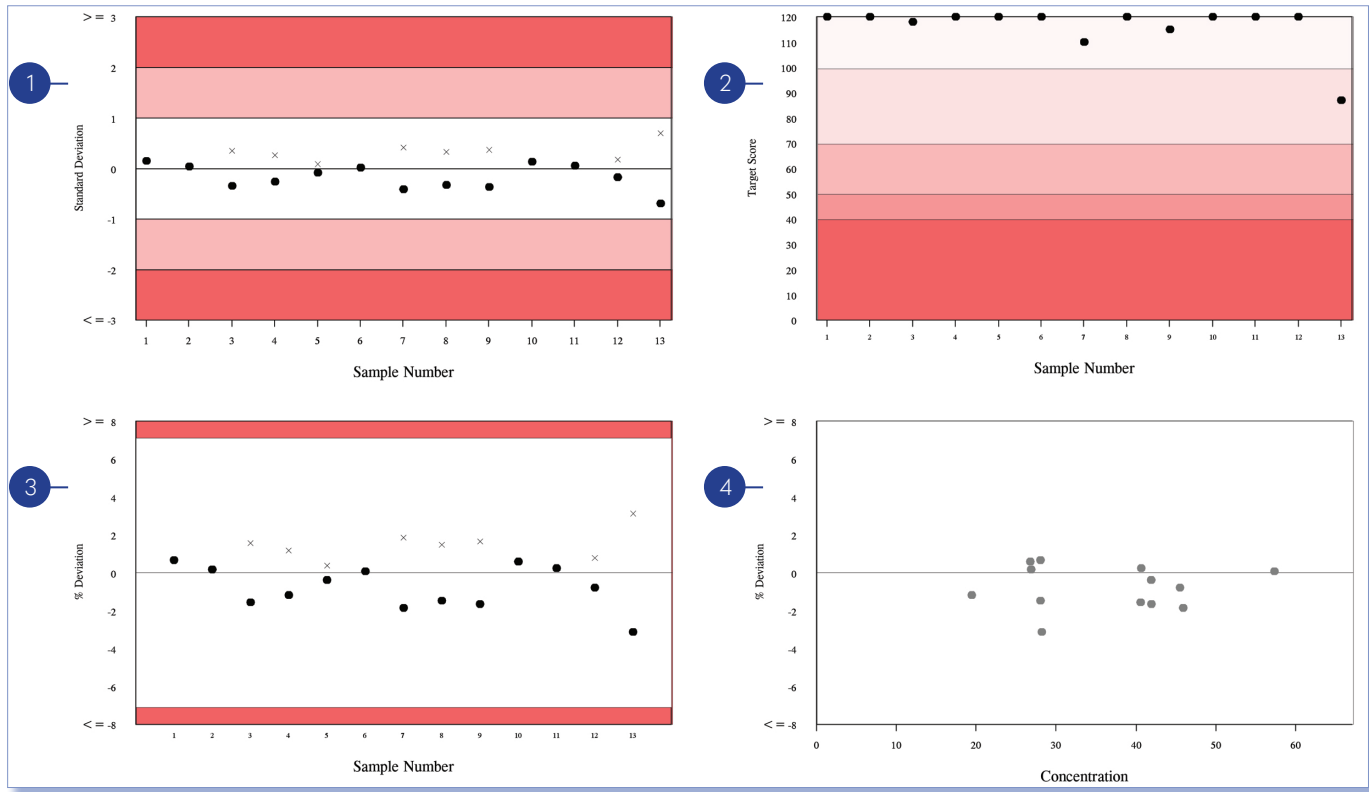 1
Standard Deviation
> = 3
2
1
0
-1
-2
< = -3
1 2 3 4 5 6 7 8 9 10 11 12 13
Sample Number
2
Target Score
120
110
100
90
80
70
60
50
40
30
20
10
0
1 2 3 4 5 6 7 8 9 10 11 12 13
Sample Number
3
% Deviation
> = 8
6
4
2
0
-2
-4
-6
< = -8
1 2 3 4 5 6 7 8 9 10 11 12 13
Sample Number
4
% Deviation
> = 8
6
4
2
0
-2
-4
-6
< = -8
0 10 20 30 40 50 60
Concentration